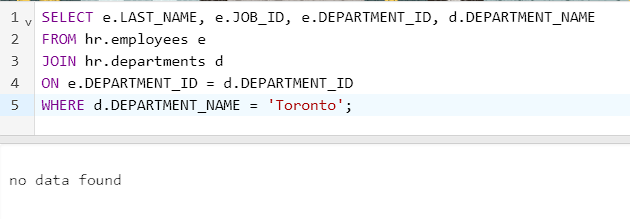 1 SELECT e.LAST_NAME, e.JOB_ID, e.DEPARTMENT_ID, d.DEPARTMENT_NAME
2 FROM hr.employees e
3 JOIN hr.departments d
4 ON e.DEPARTMENT_ID = d.DEPARTMENT_ID
5 WHERE d.DEPARTMENT_NAME = 'Toronto';
no data found